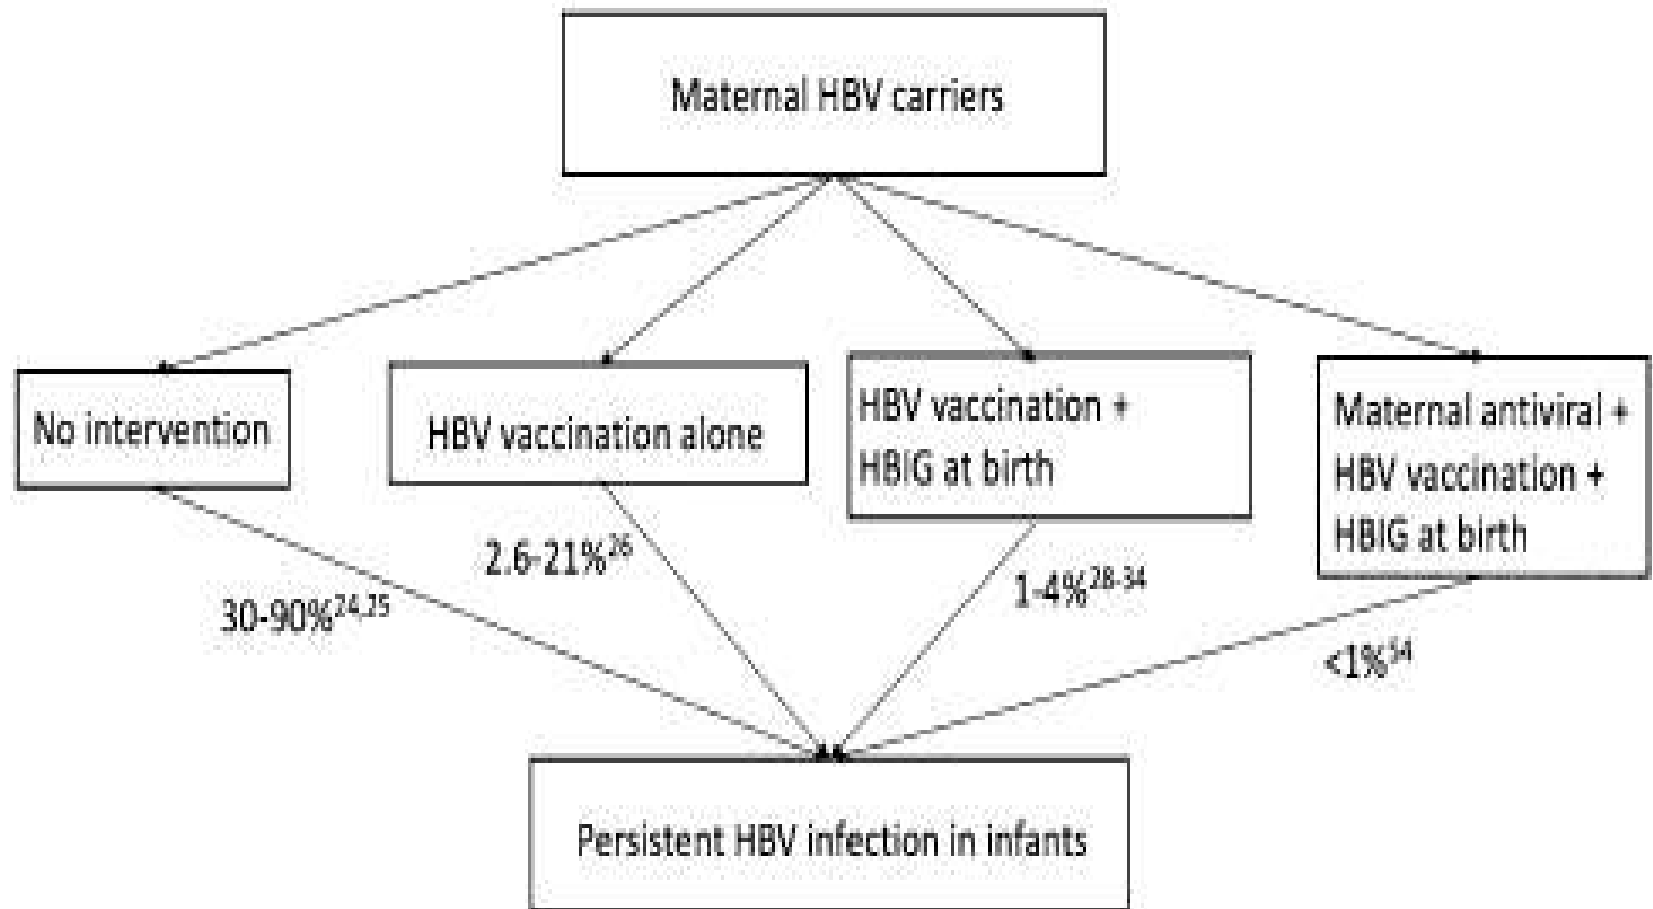 Maternal HBV carriers
No intervention
HBV vaccination alone
HBV vaccination +
HBIG at birth
Maternal antiviral +
HBV vaccination +
HBIG at birth
2.6-21%26
30-90%24,25
1-4%28-34
<1%54
Persistent HBV infection in infants